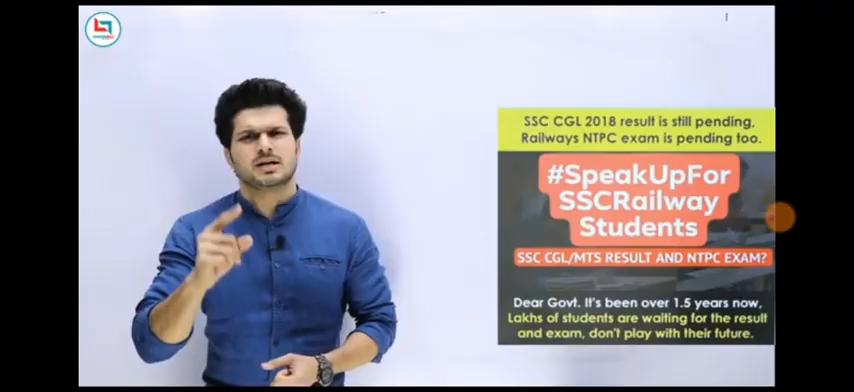 SSC CGL 2018 result is still pending,
Railways NTPC exam is pending too.
#SpeakUpFor
SSCRailway
Students
SSC CGL/MTS RESULT AND NTPC EXAM?
Dear Govt. It's been over 1.5 years now,
Lakhs of students are waiting for the result
and exam, don't play with their future.